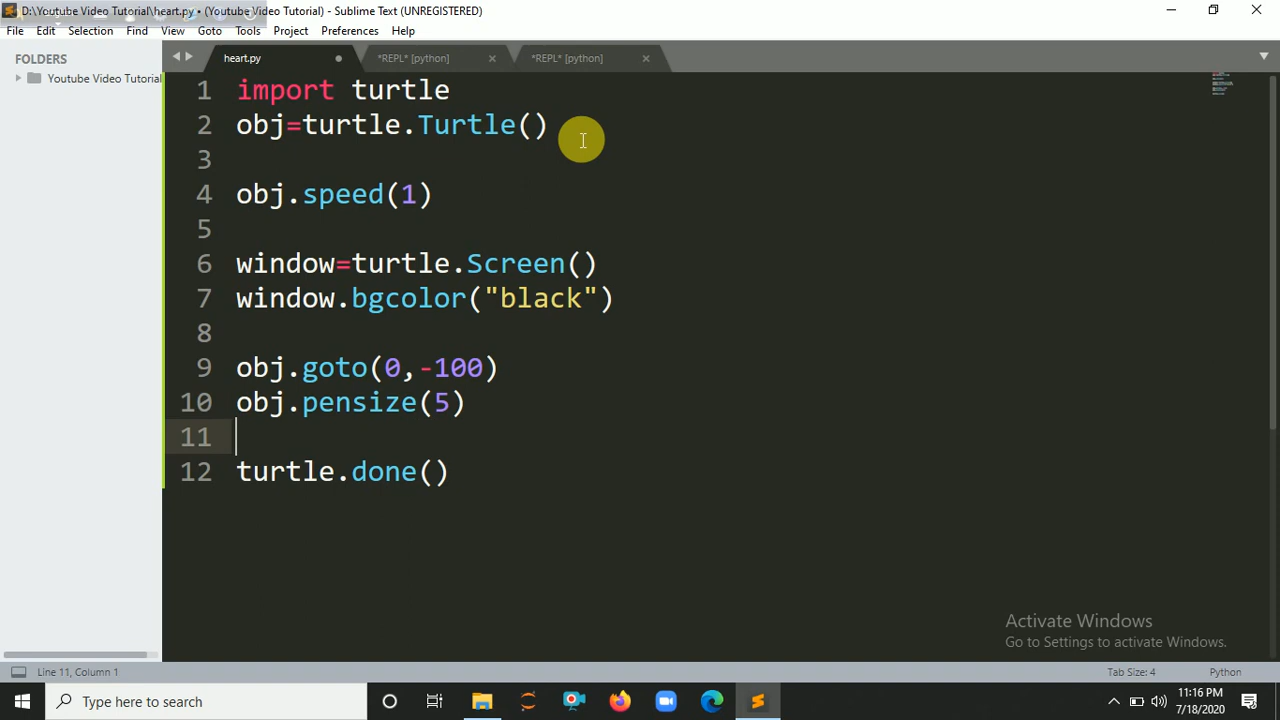 D:\Youtube Video Tutorial\heart.py • (Youtube Video Tutorial) - Sublime Text (UNREGISTERED)
File Edit Selection Find View Goto Tools Project Preferences Help
FOLDERS
Youtube Video Tutorial
heart.py
*REPL* [python]
*REPL* [python]
1 import turtle
2 obj=turtle.Turtle()
3
4 obj.speed(1)
5
6 window=turtle.Screen()
7 window.bgcolor("black")
8
9 obj.goto(0,-100)
10 obj.pensize(5)
11
12 turtle.done()
Activate Windows
Go to Settings to activate Windows.
Line 11, Column 1
Tab Size: 4
Python
Type here to search
11:16 PM
7/18/2020